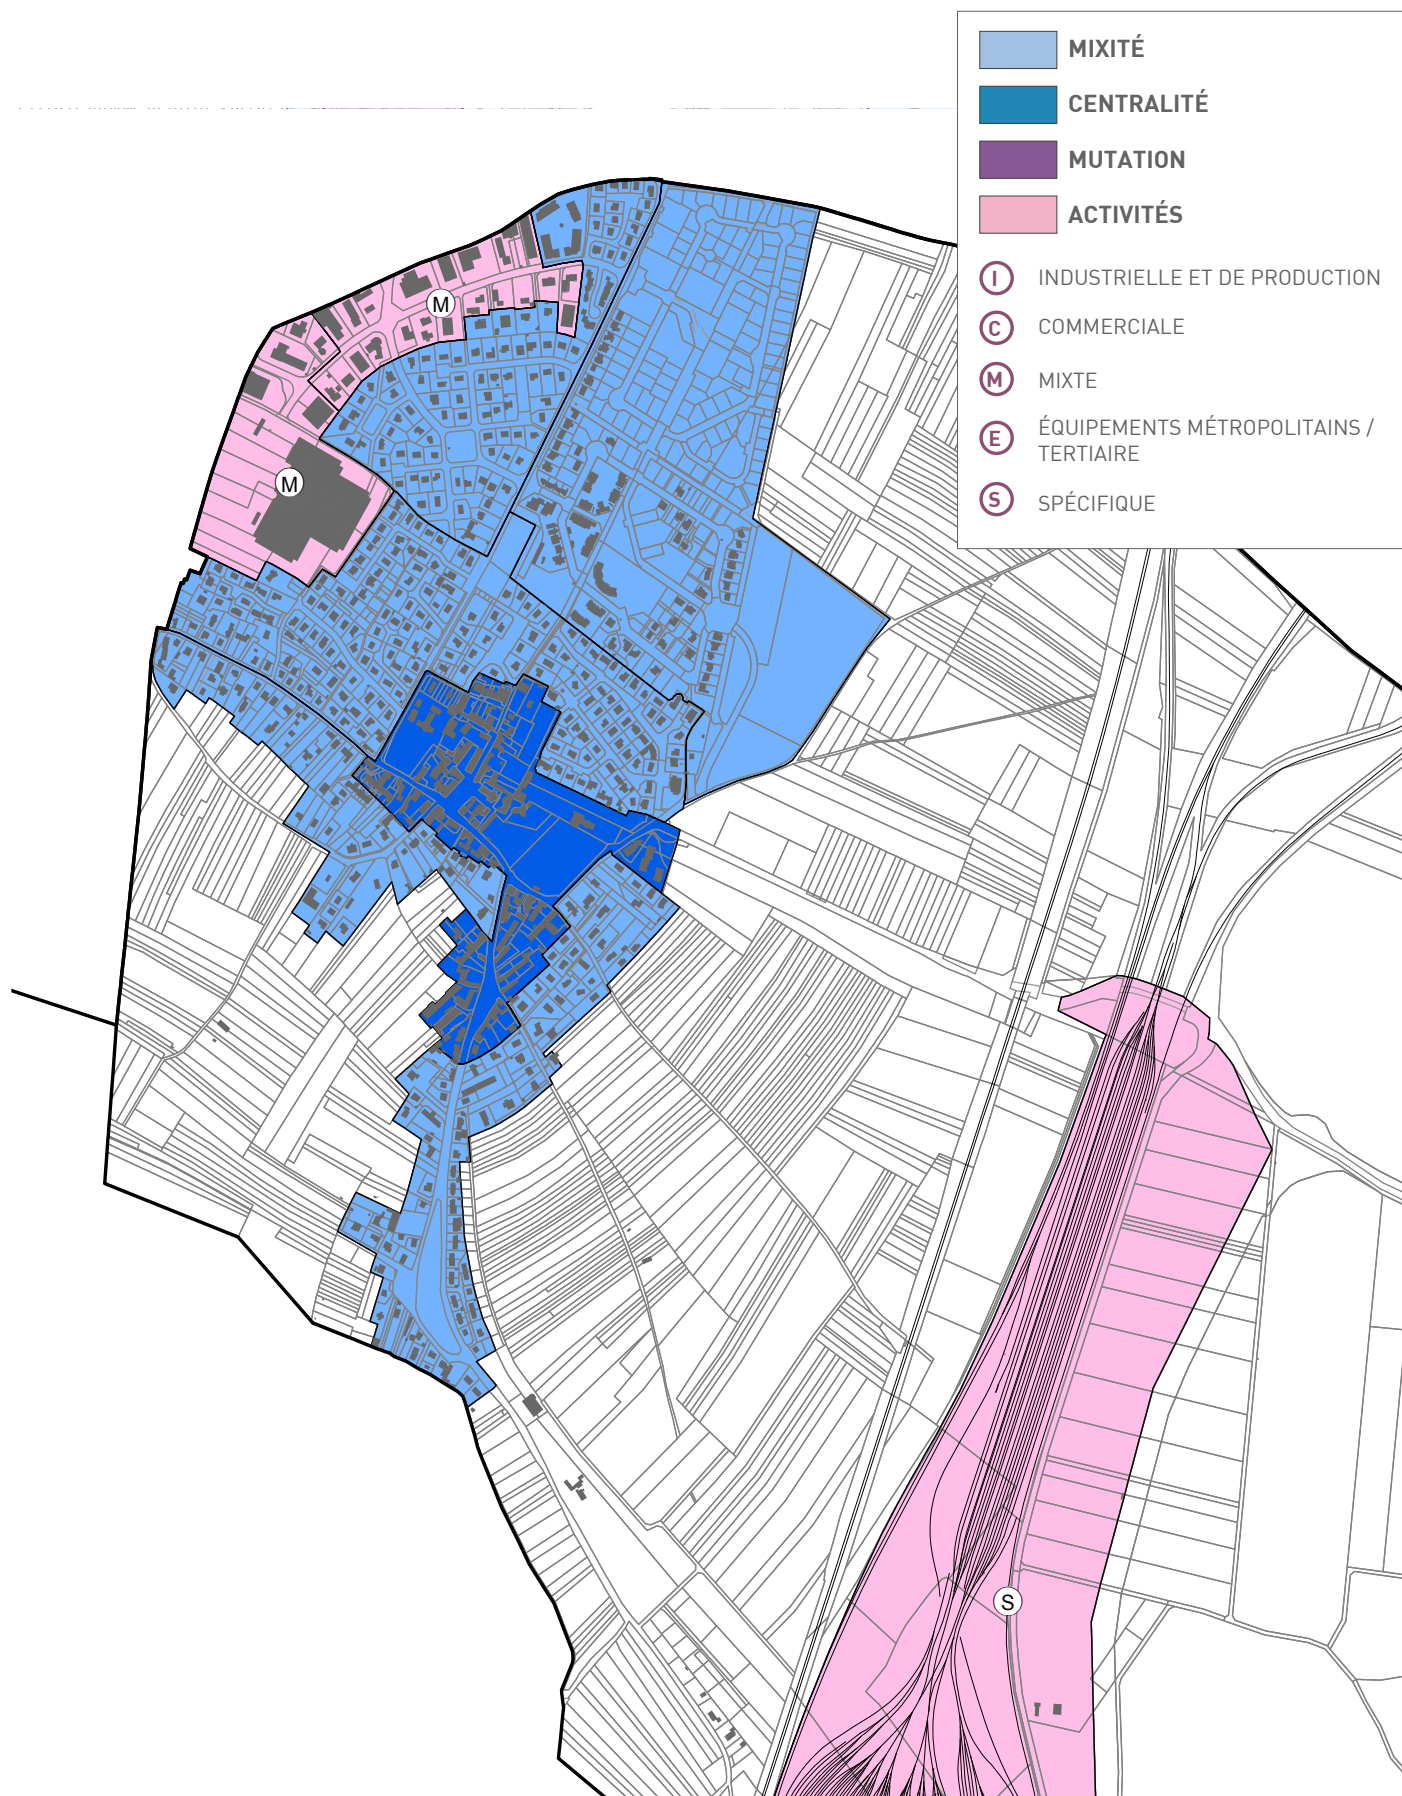 MIXITÉ
CENTRALITÉ
MUTATION
ACTIVITÉS
I INDUSTRIELLE ET DE PRODUCTION
C COMMERCIALE
M MIXTE
E ÉQUIPEMENTS MÉTROPOLITAINS /
TERTIAIRE
S SPÉCIFIQUE
M
M
S